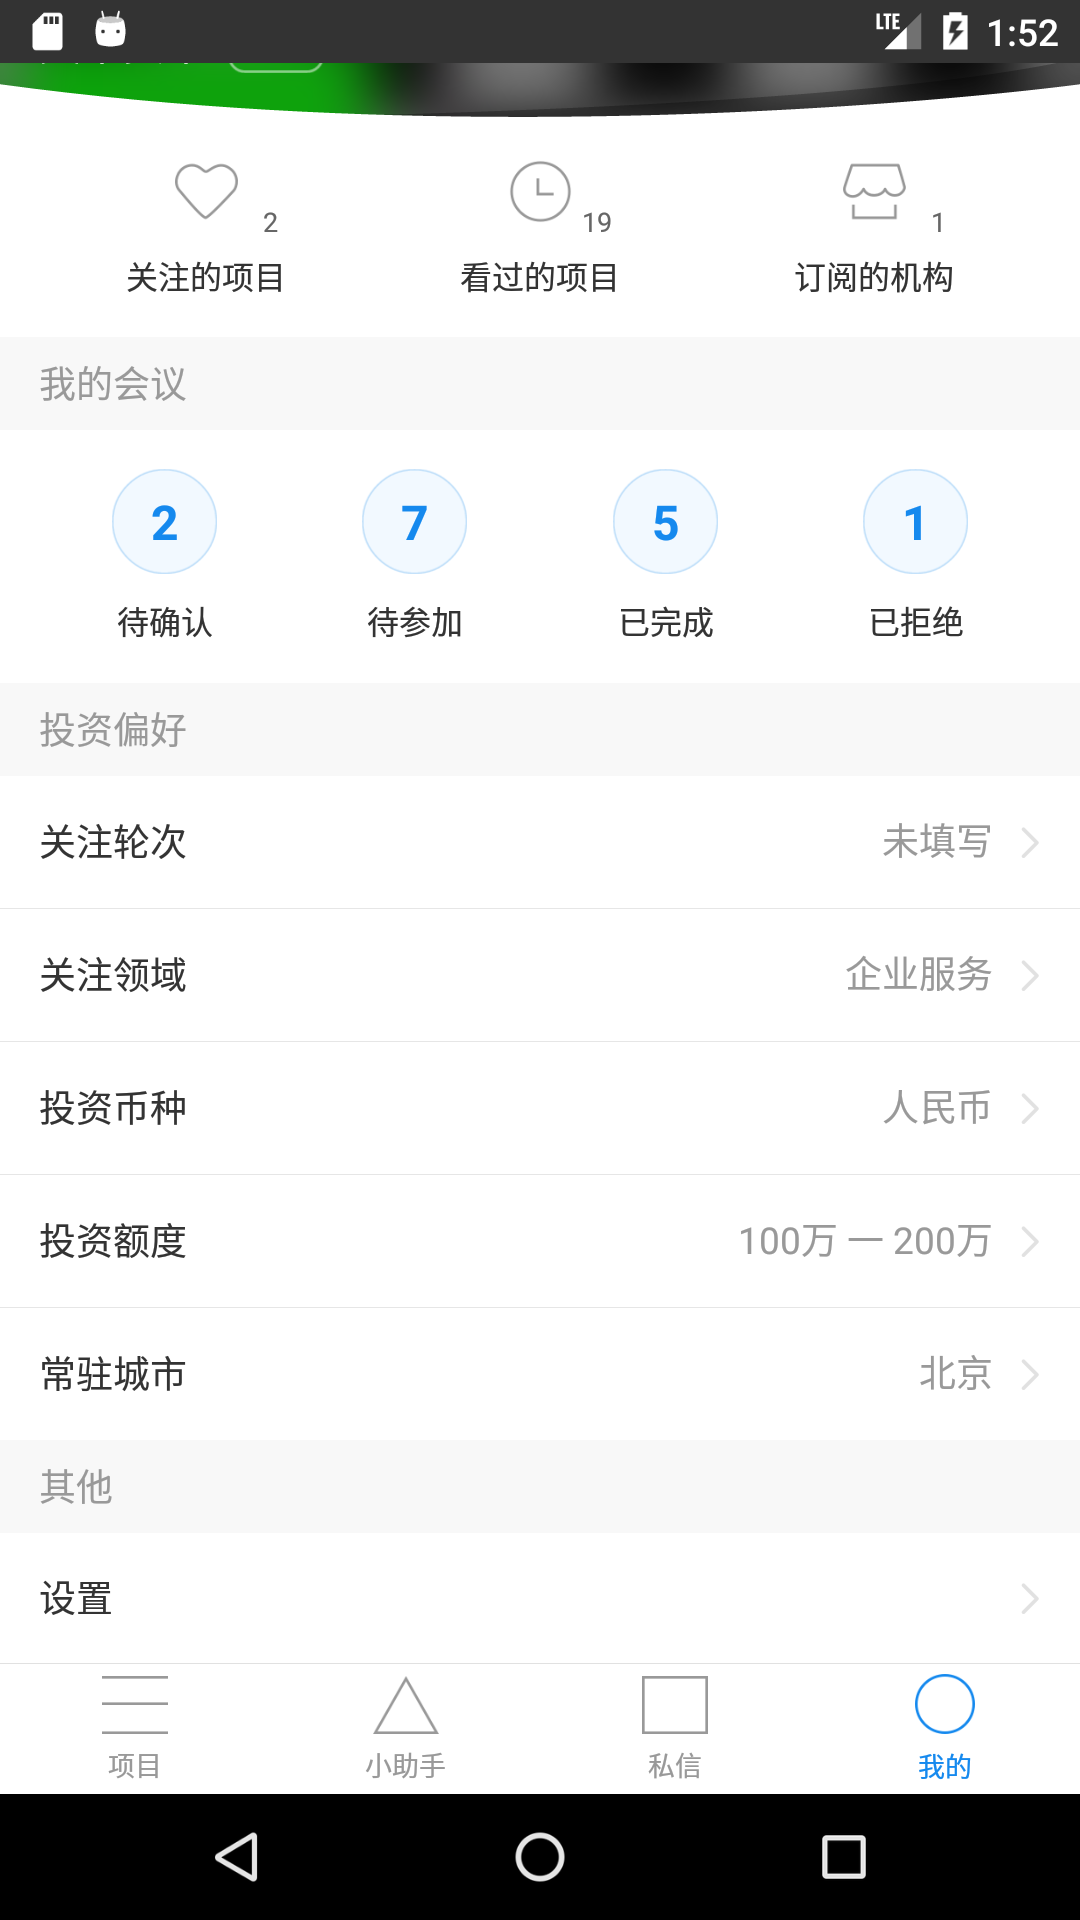 LTE 1:52
2 19 1
关注的项目 看过的项目 订阅的机构
我的会议
2 7 5 1
待确认 待参加 已完成 已拒绝
投资偏好
关注轮次 未填写
关注领域 企业服务
投资币种 人民币
投资额度 100万 一 200万
常驻城市 北京
其他
设置
项目 小助手 私信 我的